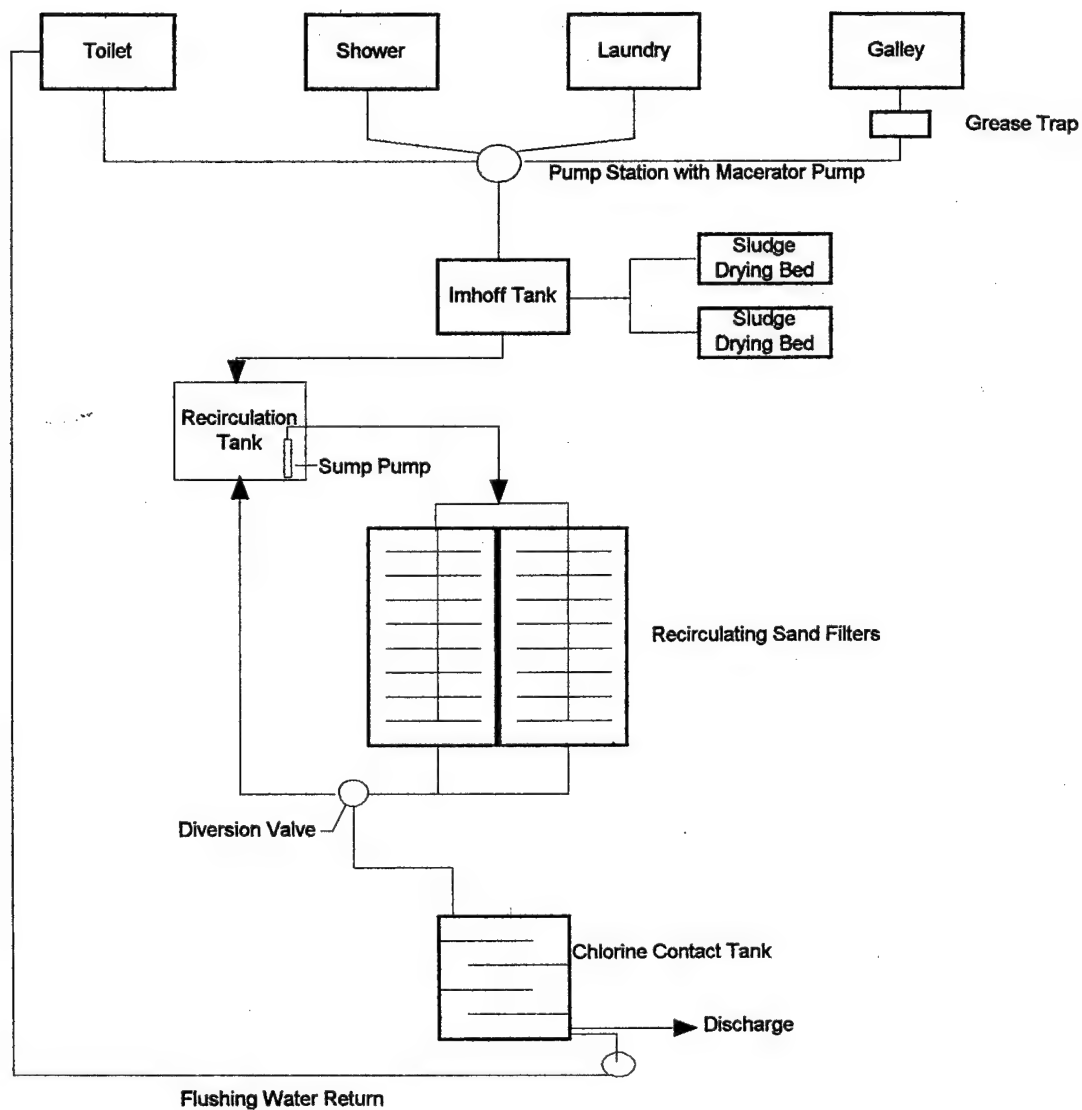 Toilet
Shower
Laundry
Galley
Grease Trap
Pump Station with Macerator Pump
Sludge
Drying Bed
Imhoff Tank
Sludge
Drying Bed
Recirculation
Tank
Sump Pump
Recirculating Sand Filters
Diversion Valve
Chlorine Contact Tank
Discharge
Flushing Water Return